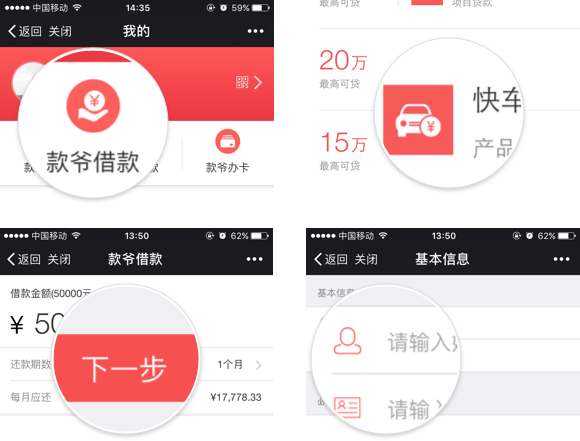 中国移动 14:35 59%
返回 关闭 我的 •••
款爷借款
款爷办卡
最高可贷 项目贷款
20万
最高可贷
快车
产品
15万
最高可贷
中国移动 13:50 62%
返回 关闭 款爷借款 •••
借款金额(50000元
¥ 50
下一步
还款期数 1个月
每月应还 ¥17,778.33
中国移动 13:50 62%
返回 关闭 基本信息 •••
基本信息
请输入
请输入